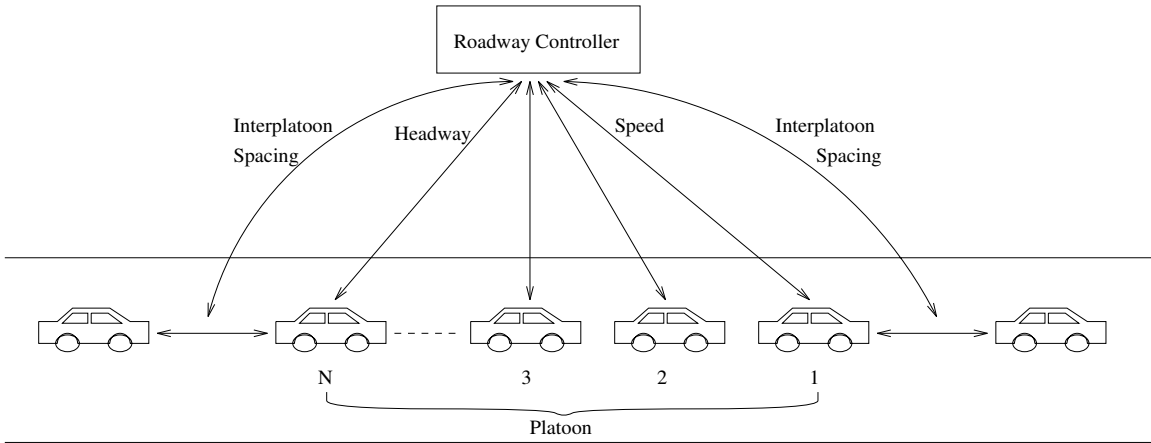 Roadway Controller
Interplatoon
Spacing
Headway
Speed
Interplatoon
Spacing
N
3
2
1
Platoon